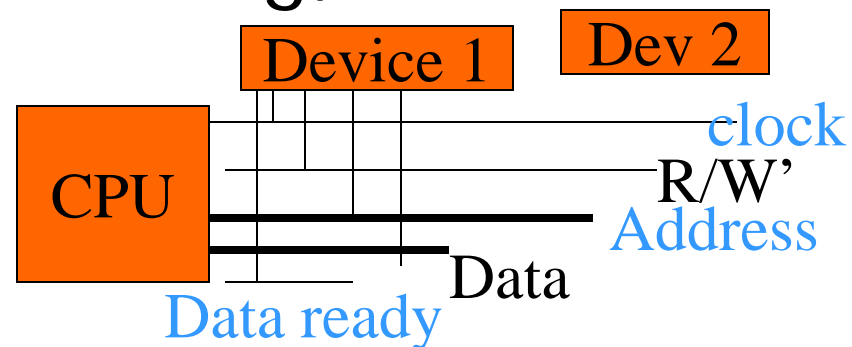 Device 1
Dev 2
clock
CPU
R/W’
Address
Data
Data ready